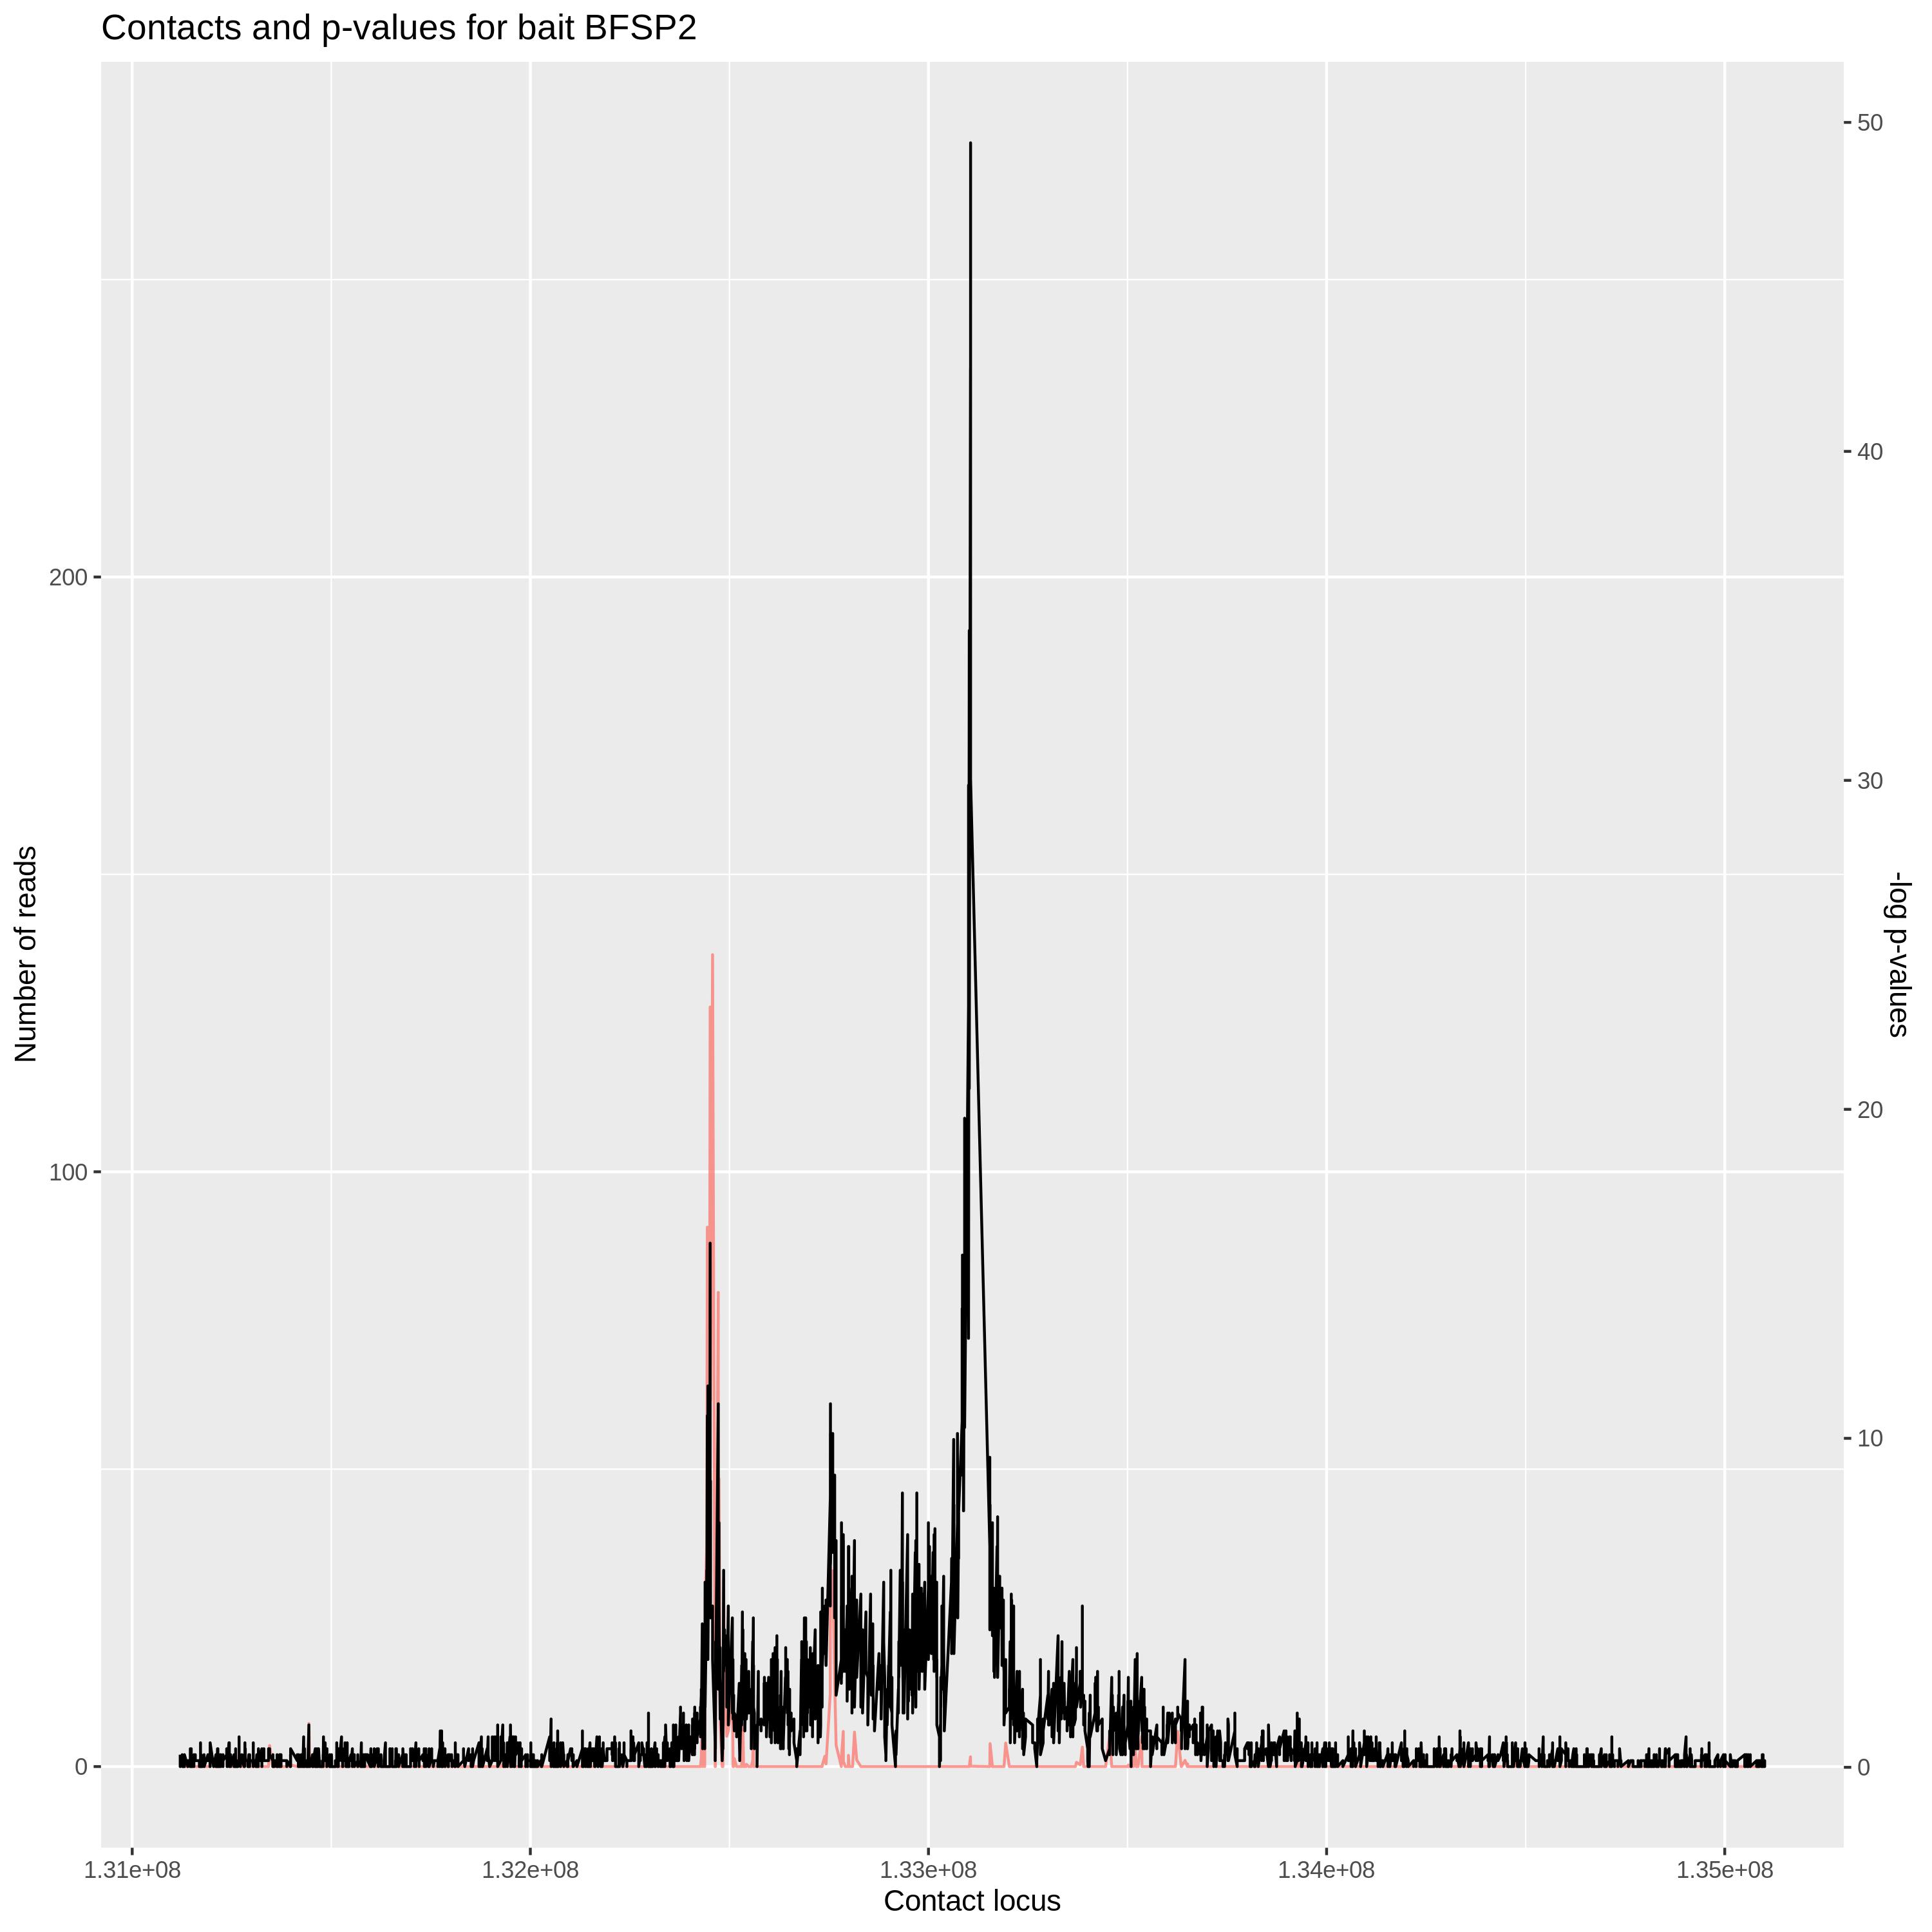 Contacts and p-values for bait BFSP2
Number of reads
200
100
0
50
40
30
20
10
0
-log p-values
1.31e+08
1.32e+08
1.33e+08
1.34e+08
1.35e+08
Contact locus